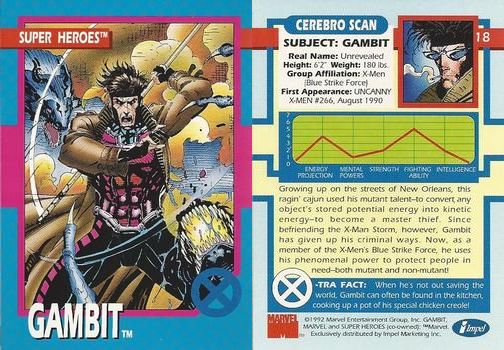 SUPER HEROES™
GAMBIT™
CEREBRO SCAN
18
SUBJECT: GAMBIT
Real Name: Unrevealed
Height: 6'2" Weight: 180 lbs.
Group Affiliation: X-Men
(Blue Strike Force)
First Appearance: UNCANNY
X-MEN #266, August 1990
7
6
5
4
3
2
1
0
ENERGY PROJECTION
MENTAL POWERS
STRENGTH
FIGHTING ABILITY
INTELLIGENCE
Growing up on the streets of New Orleans, this
ragin' cajun used his mutant talent–to convert any
object's stored potential energy into kinetic
energy–to become a master thief. Since
befriending the X-Man Storm, however, Gambit
has given up his criminal ways. Now, as a
member of the X-Men's Blue Strike Force, he uses
his phenomenal power to protect people in
need–both mutant and non-mutant!
X-TRA FACT: When he's not out saving the
world, Gambit can often be found in the kitchen,
cooking up a pot of his special chicken creole!
MARVEL
©1992 Marvel Entertainment Group, Inc. GAMBIT,
MARVEL and SUPER HEROES (co-owned): ™Marvel.
Exclusively distributed by Impel Marketing Inc.
Impel